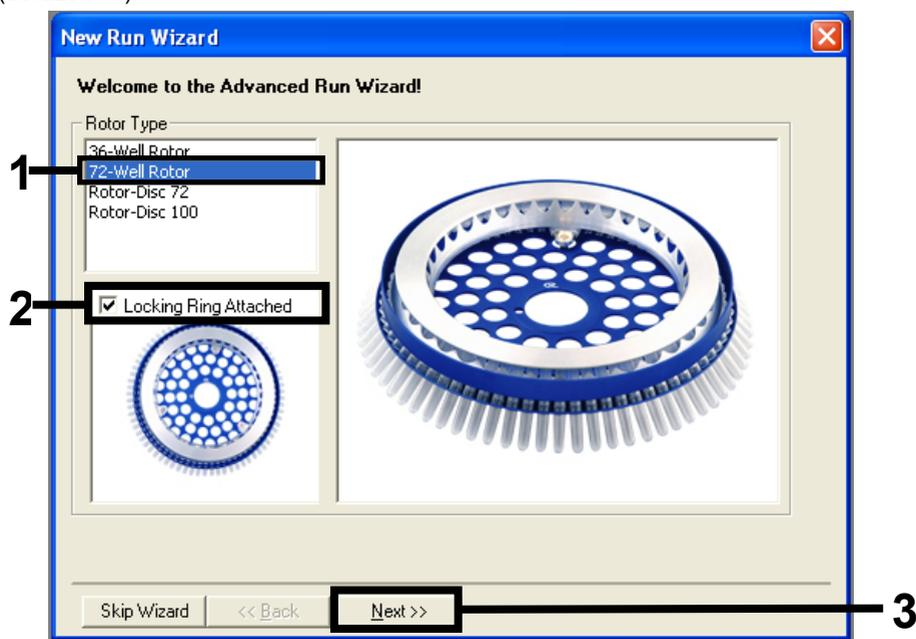 New Run Wizard
Welcome to the Advanced Run Wizard!
Rotor Type
36-Well Rotor
1
72-Well Rotor
Rotor-Disc 72
Rotor-Disc 100
2
Locking Ring Attached
Skip Wizard
<< Back
Next >>
3